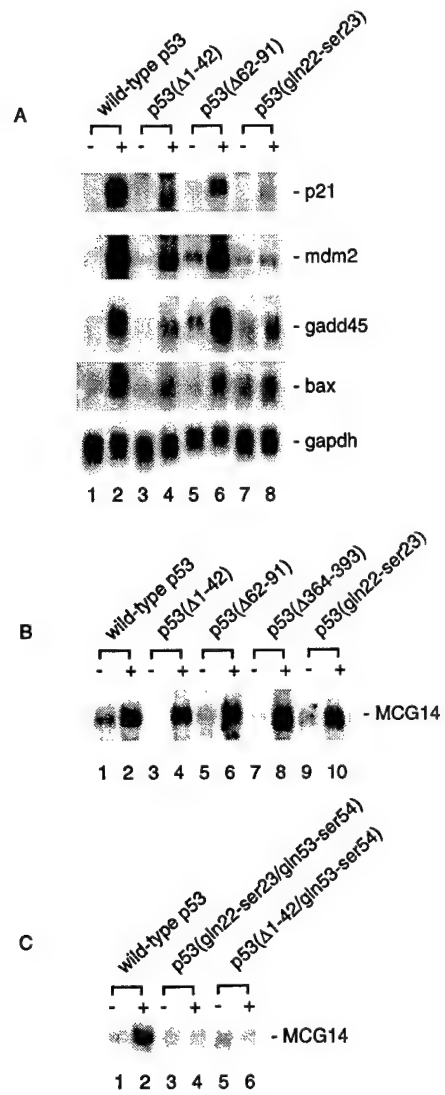 A
wild-type p53
p53(Δ1-42)
p53(Δ62-91)
p53(gln22-ser23)
- + - + - + - +
- p21
- mdm2
- gadd45
- bax
- gapdh
1 2 3 4 5 6 7 8
B
wild-type p53
p53(Δ1-42)
p53(Δ62-91)
p53(Δ364-393)
p53(gln22-ser23)
- + - + - + - + - +
- MCG14
1 2 3 4 5 6 7 8 9 10
C
wild-type p53
p53(gln22-ser23/gln53-ser54)
p53(Δ1-42/gln53-ser54)
- + - + - +
- MCG14
1 2 3 4 5 6